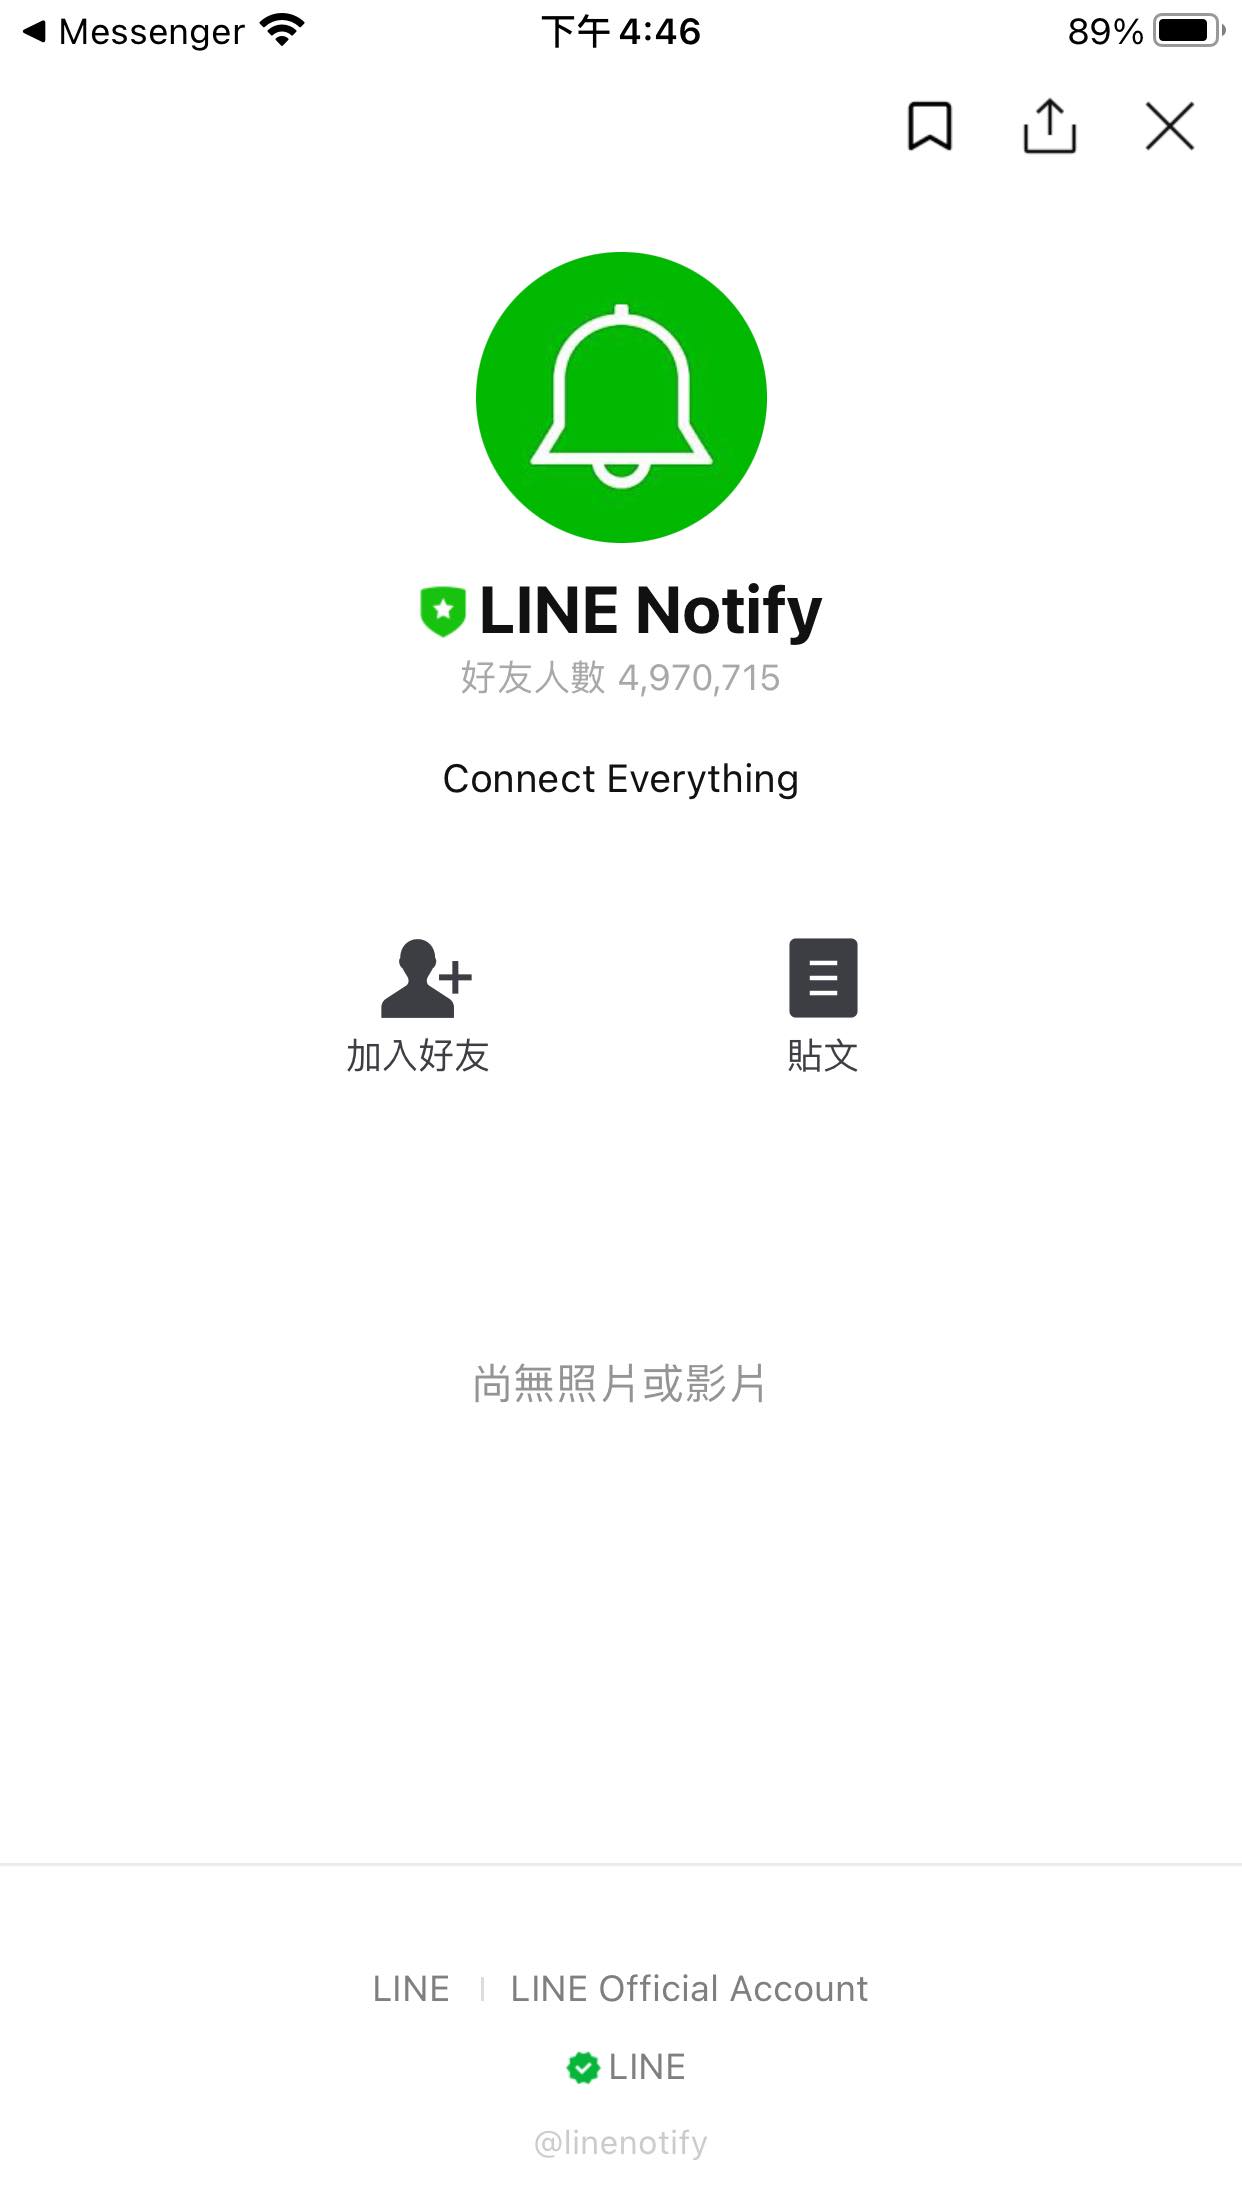 Messenger 下午 4:46 89%
LINE Notify
好友人數 4,970,715
Connect Everything
加入好友 貼文
尚無照片或影片
LINE | LINE Official Account
LINE
@linenotify